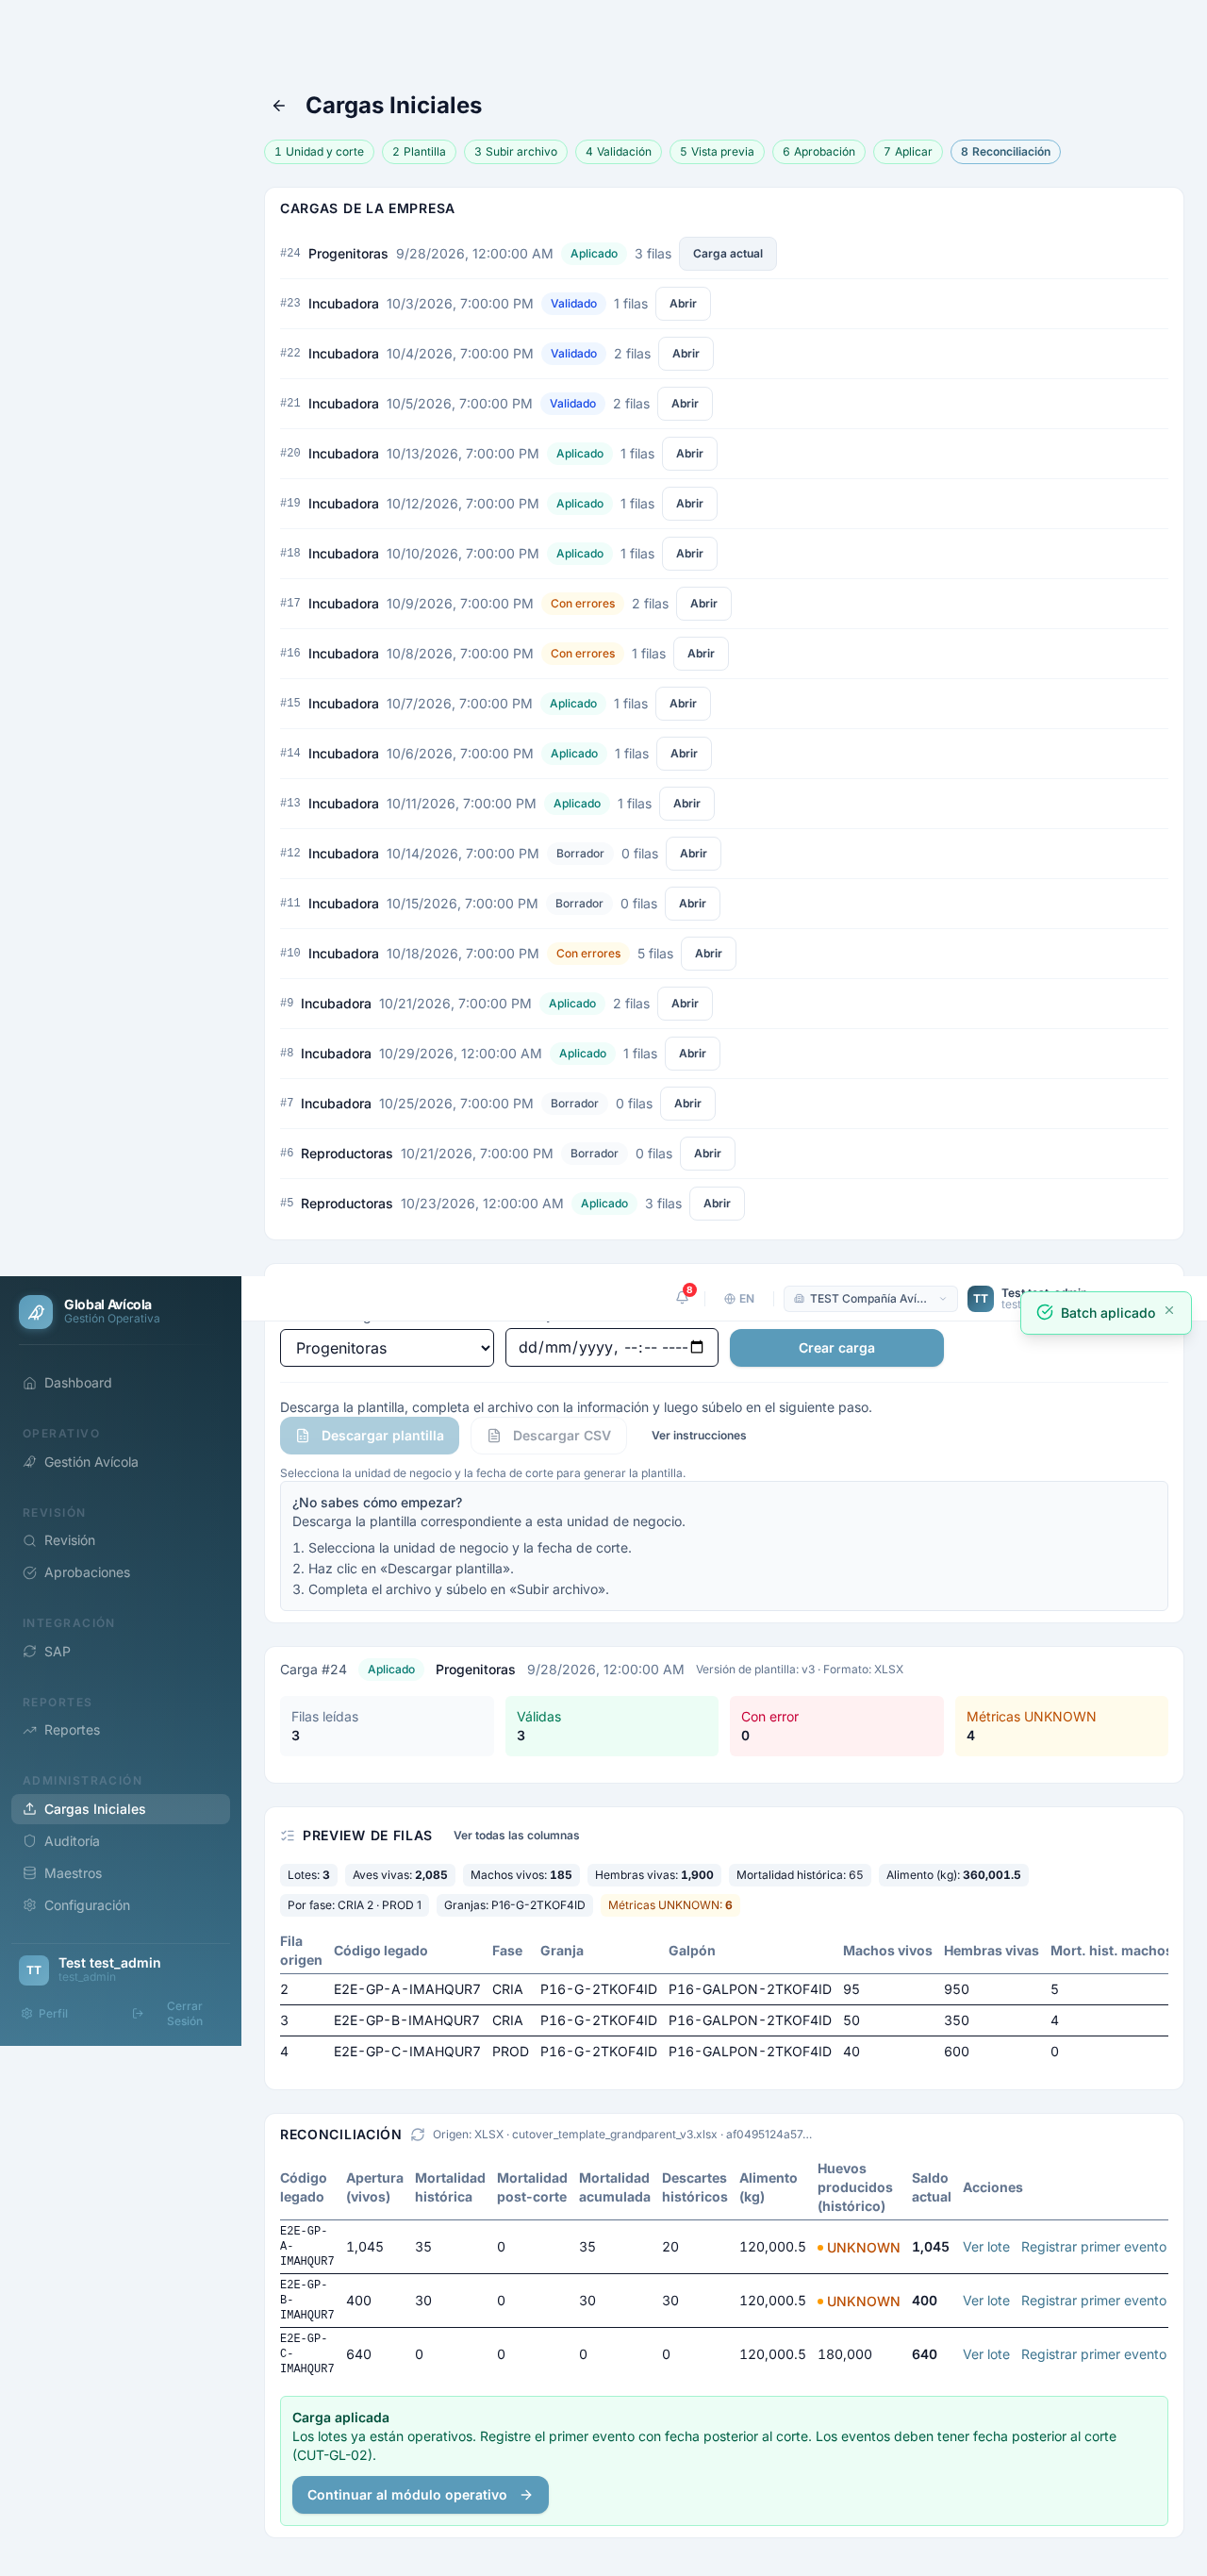 Cargas Iniciales
1 Unidad y corte 2 Plantilla 3 Subir archivo 4 Validación 5 Vista previa 6 Aprobación 7 Aplicar 8 Reconciliación
CARGAS DE LA EMPRESA
#24 Progenitoras 9/28/2026, 12:00:00 AM Aplicado 3 filas Carga actual
#23 Incubadora 10/3/2026, 7:00:00 PM Validado 1 filas Abrir
#22 Incubadora 10/4/2026, 7:00:00 PM Validado 2 filas Abrir
#21 Incubadora 10/5/2026, 7:00:00 PM Validado 2 filas Abrir
#20 Incubadora 10/13/2026, 7:00:00 PM Aplicado 1 filas Abrir
#19 Incubadora 10/12/2026, 7:00:00 PM Aplicado 1 filas Abrir
#18 Incubadora 10/10/2026, 7:00:00 PM Aplicado 1 filas Abrir
#17 Incubadora 10/9/2026, 7:00:00 PM Con errores 2 filas Abrir
#16 Incubadora 10/8/2026, 7:00:00 PM Con errores 1 filas Abrir
#15 Incubadora 10/7/2026, 7:00:00 PM Aplicado 1 filas Abrir
#14 Incubadora 10/6/2026, 7:00:00 PM Aplicado 1 filas Abrir
#13 Incubadora 10/11/2026, 7:00:00 PM Aplicado 1 filas Abrir
#12 Incubadora 10/14/2026, 7:00:00 PM Borrador 0 filas Abrir
#11 Incubadora 10/15/2026, 7:00:00 PM Borrador 0 filas Abrir
#10 Incubadora 10/18/2026, 7:00:00 PM Con errores 5 filas Abrir
#9 Incubadora 10/21/2026, 7:00:00 PM Aplicado 2 filas Abrir
#8 Incubadora 10/29/2026, 12:00:00 AM Aplicado 1 filas Abrir
#7 Incubadora 10/25/2026, 7:00:00 PM Borrador 0 filas Abrir
#6 Reproductoras 10/21/2026, 7:00:00 PM Borrador 0 filas Abrir
#5 Reproductoras 10/23/2026, 12:00:00 AM Aplicado 3 filas Abrir
Global Avícola
Gestión Operativa
Dashboard
OPERATIVO
Gestión Avícola
REVISIÓN
Revisión
Aprobaciones
INTEGRACIÓN
SAP
REPORTES
Reportes
ADMINISTRACIÓN
Cargas Iniciales
Auditoría
Maestros
Configuración
TT Test test_admin
test_admin
Perfil Cerrar
Sesión
8 EN TEST Compañía Aví... TT
Batch aplicado
Progenitoras dd/mm/yyyy, --:-- ---- Crear carga
Descarga la plantilla, completa el archivo con la información y luego súbelo en el siguiente paso.
Descargar plantilla Descargar CSV Ver instrucciones
Selecciona la unidad de negocio y la fecha de corte para generar la plantilla.
¿No sabes cómo empezar?
Descarga la plantilla correspondiente a esta unidad de negocio.
1. Selecciona la unidad de negocio y la fecha de corte.
2. Haz clic en «Descargar plantilla».
3. Completa el archivo y súbelo en «Subir archivo».
Carga #24 Aplicado Progenitoras 9/28/2026, 12:00:00 AM Versión de plantilla: v3 · Formato: XLSX
Filas leídas Válidas Con error Métricas UNKNOWN
3 3 0 4
PREVIEW DE FILAS Ver todas las columnas
Lotes: 3 Aves vivas: 2,085 Machos vivos: 185 Hembras vivas: 1,900 Mortalidad histórica: 65 Alimento (kg): 360,001.5
Por fase: CRIA 2 · PROD 1 Granjas: P16-G-2TKOF4ID Métricas UNKNOWN: 6
Fila
origen Código legado Fase Granja Galpón Machos vivos Hembras vivas Mort. hist. machos
2 E2E-GP-A-IMAHQUR7 CRIA P16-G-2TKOF4ID P16-GALPON-2TKOF4ID 95 950 5
3 E2E-GP-B-IMAHQUR7 CRIA P16-G-2TKOF4ID P16-GALPON-2TKOF4ID 50 350 4
4 E2E-GP-C-IMAHQUR7 PROD P16-G-2TKOF4ID P16-GALPON-2TKOF4ID 40 600 0
RECONCILIACIÓN Origen: XLSX · cutover_template_grandparent_v3.xlsx · af0495124a57...
Código legado Apertura (vivos) Mortalidad histórica Mortalidad post-corte Mortalidad acumulada Descartes históricos Alimento (kg) Huevos producidos (histórico) Saldo actual Acciones
E2E-GP-
A-
IMAHQUR7 1,045 35 0 35 20 120,000.5 UNKNOWN 1,045 Ver lote Registrar primer evento
E2E-GP-
B-
IMAHQUR7 400 30 0 30 30 120,000.5 UNKNOWN 400 Ver lote Registrar primer evento
E2E-GP-
C-
IMAHQUR7 640 0 0 0 0 120,000.5 180,000 640 Ver lote Registrar primer evento
Carga aplicada
Los lotes ya están operativos. Registre el primer evento con fecha posterior al corte. Los eventos deben tener fecha posterior al corte
(CUT-GL-02).
Continuar al módulo operativo